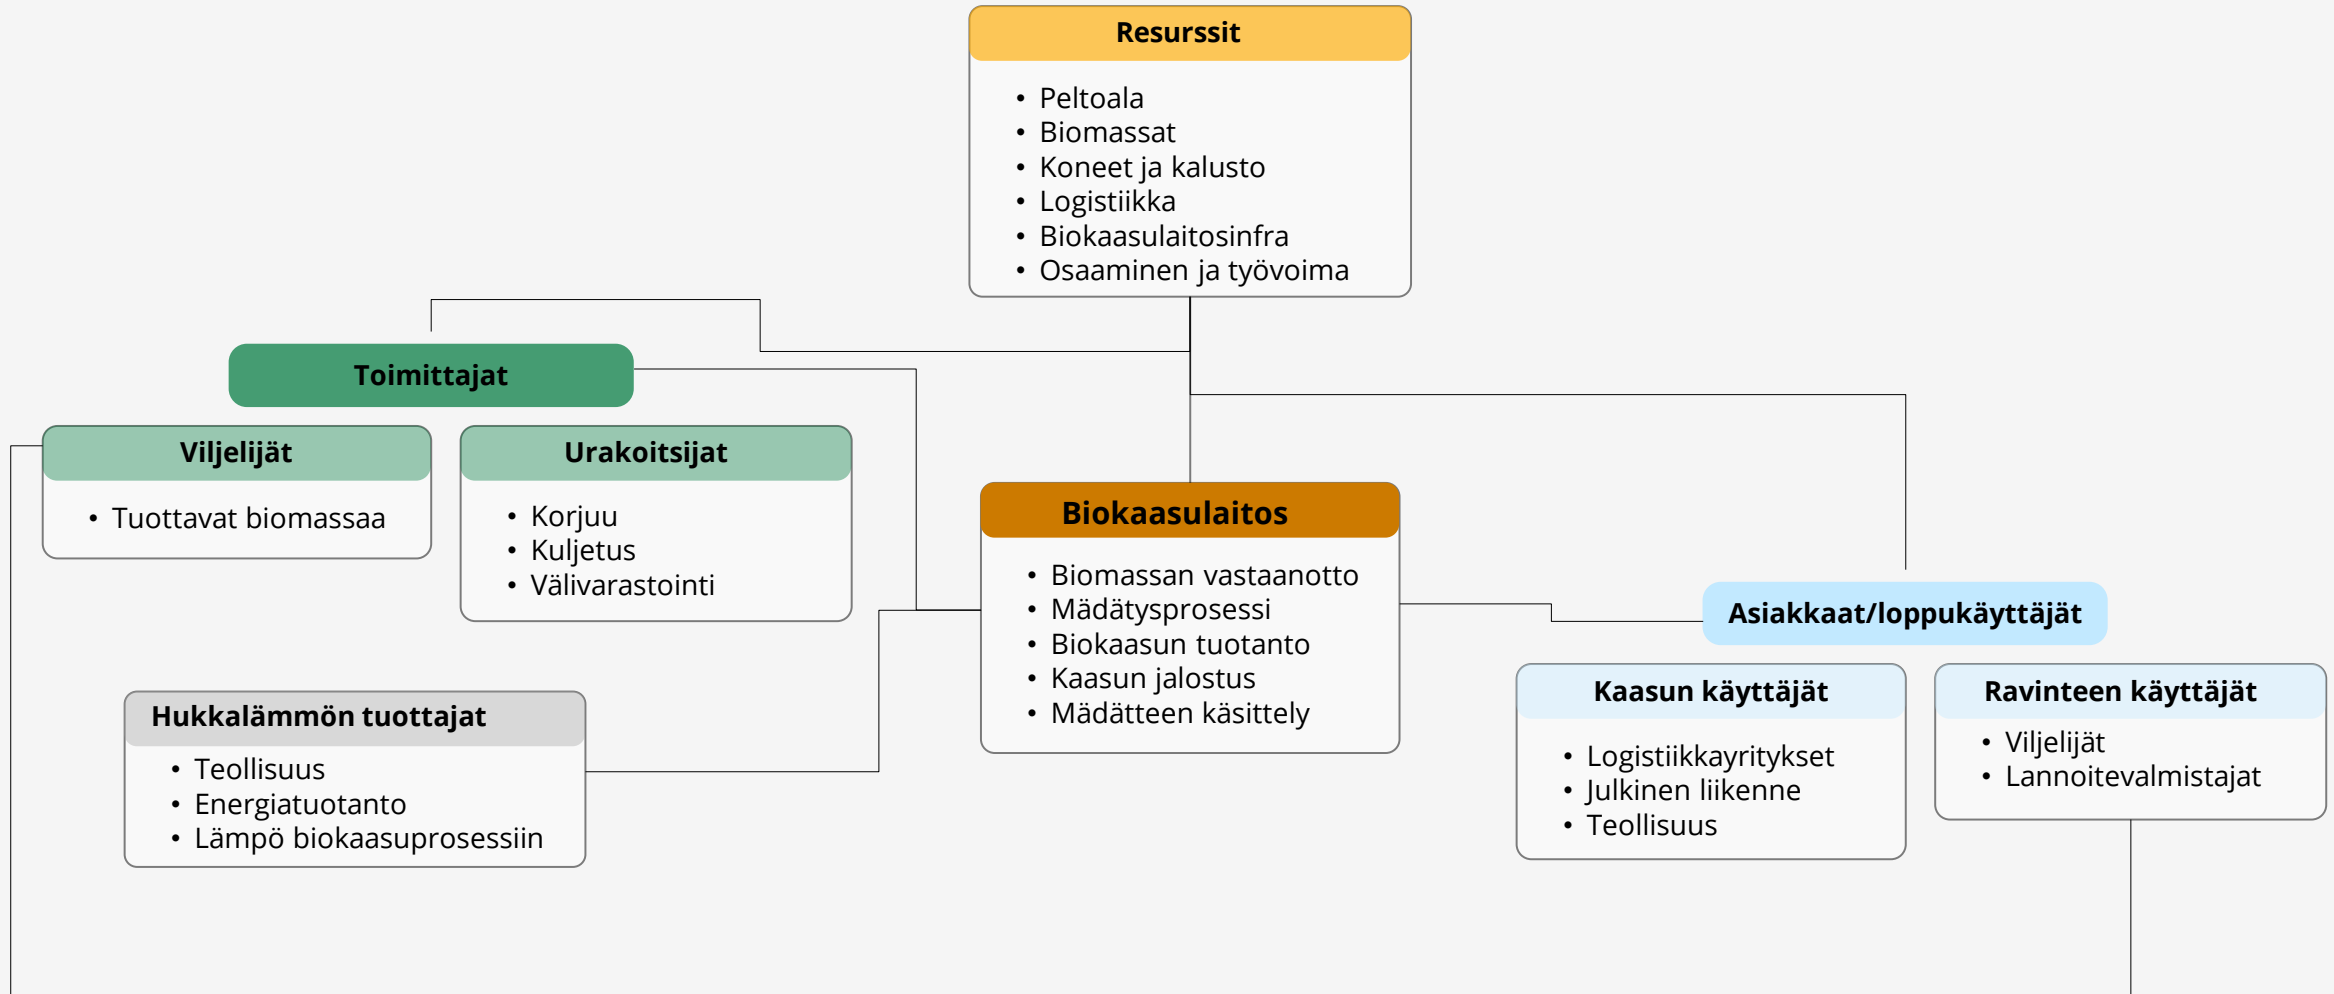 Resurssit
• Peltoala
• Biomassat
• Koneet ja kalusto
• Logistiikka
• Biokaasulaitosinfra
• Osaaminen ja työvoima
Toimittajat
Viljelijät
• Tuottavat biomassaa
Urakoitsijat
• Korjuu
• Kuljetus
• Välivarastointi
Hukkalämmön tuottajat
• Teollisuus
• Energiatuotanto
• Lämpö biokaasuprosessiin
Biokaasulaitos
• Biomassan vastaanotto
• Mädätysprosessi
• Biokaasun tuotanto
• Kaasun jalostus
• Mädätteen käsittely
Asiakkaat/loppukäyttäjät
Kaasun käyttäjät
• Logistiikkayritykset
• Julkinen liikenne
• Teollisuus
Ravinteen käyttäjät
• Viljelijät
• Lannoitevalmistajat